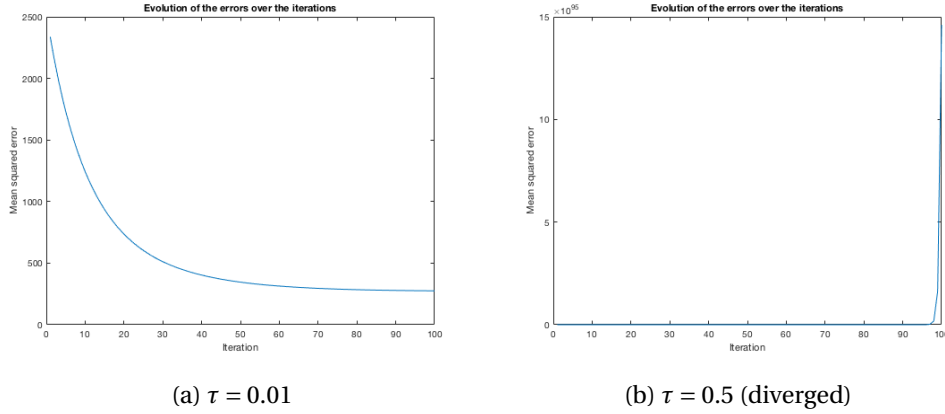 Evolution of the errors over the iterations
2500
2000
1500
1000
500
0
Mean squared error
0 10 20 30 40 50 60 70 80 90 100
Iteration
(a) τ = 0.01
Evolution of the errors over the iterations
×10^95
15
10
5
0
Mean squared error
0 10 20 30 40 50 60 70 80 90 100
Iteration
(b) τ = 0.5 (diverged)